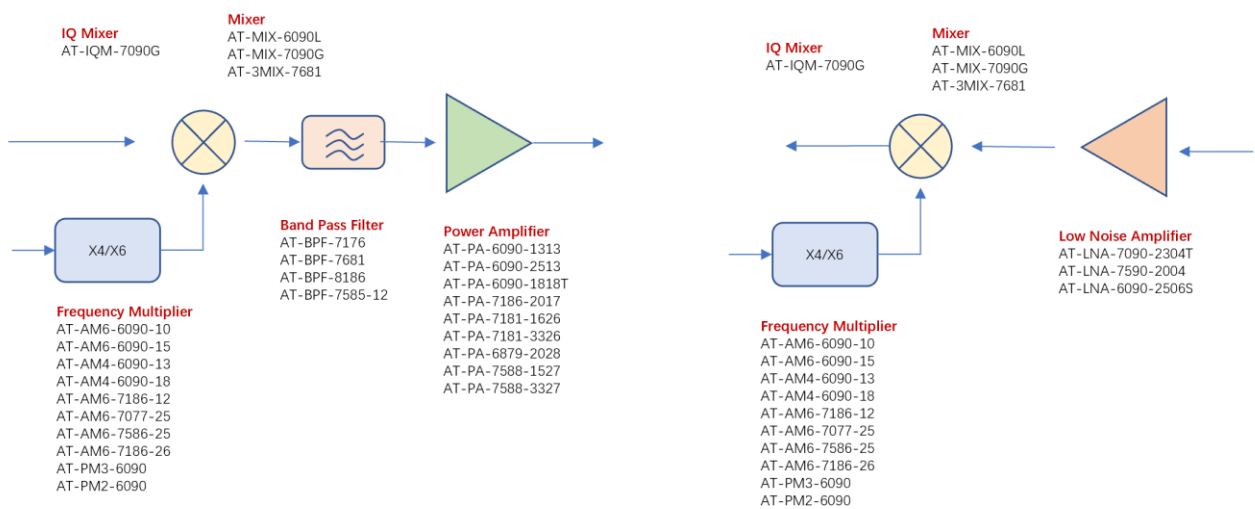 IQ Mixer
AT-IQM-7090G
Mixer
AT-MIX-6090L
AT-MIX-7090G
AT-3MIX-7681
X4/X6
Band Pass Filter
AT-BPF-7176
AT-BPF-7681
AT-BPF-8186
AT-BPF-7585-12
Power Amplifier
AT-PA-6090-1313
AT-PA-6090-2513
AT-PA-6090-1818T
AT-PA-7186-2017
AT-PA-7181-1626
AT-PA-7181-3326
AT-PA-6879-2028
AT-PA-7588-1527
AT-PA-7588-3327
Frequency Multiplier
AT-AM6-6090-10
AT-AM6-6090-15
AT-AM4-6090-13
AT-AM4-6090-18
AT-AM6-7186-12
AT-AM6-7077-25
AT-AM6-7586-25
AT-AM6-7186-26
AT-PM3-6090
AT-PM2-6090
IQ Mixer
AT-IQM-7090G
Mixer
AT-MIX-6090L
AT-MIX-7090G
AT-3MIX-7681
X4/X6
Low Noise Amplifier
AT-LNA-7090-2304T
AT-LNA-7590-2004
AT-LNA-6090-2506S
Frequency Multiplier
AT-AM6-6090-10
AT-AM6-6090-15
AT-AM4-6090-13
AT-AM4-6090-18
AT-AM6-7186-12
AT-AM6-7077-25
AT-AM6-7586-25
AT-AM6-7186-26
AT-PM3-6090
AT-PM2-6090